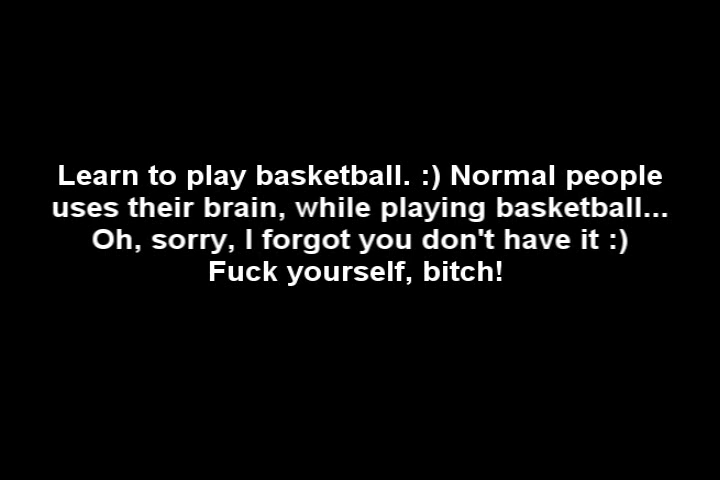 Learn to play basketball. :) Normal people
uses their brain, while playing basketball...
Oh, sorry, I forgot you don't have it :)
Fuck yourself, bitch!